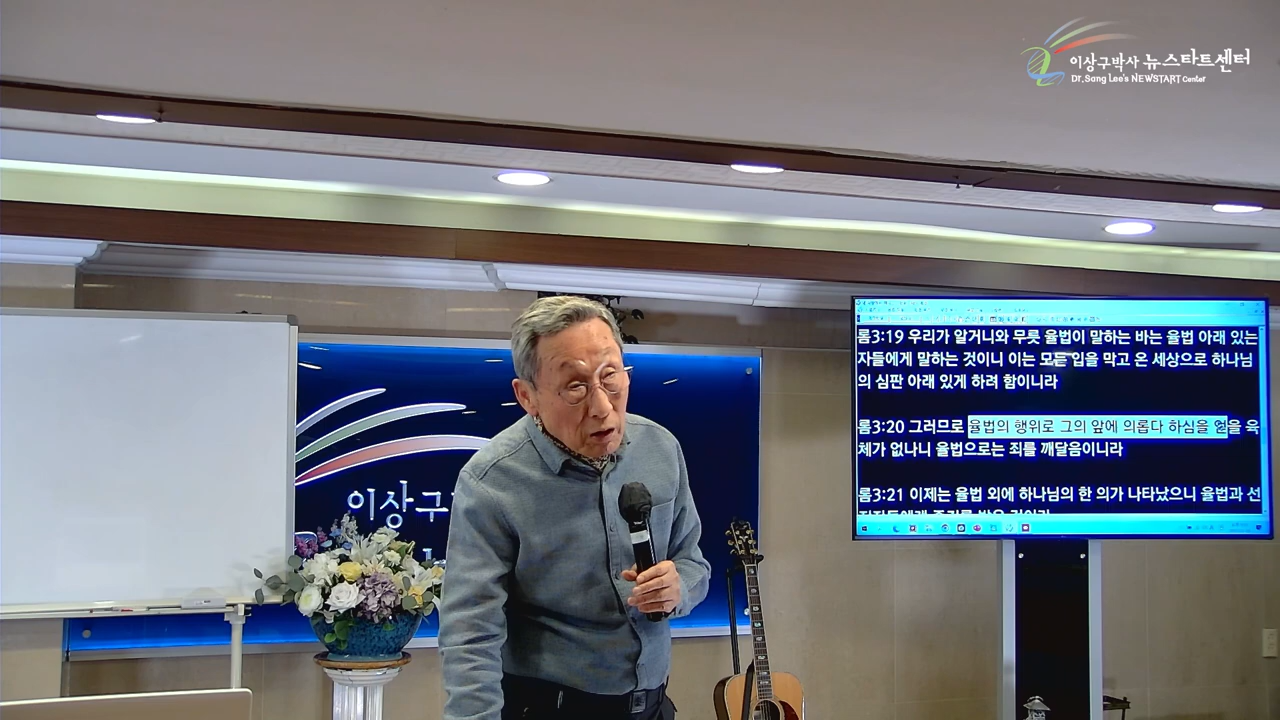 이상구박사 뉴스타트센터
Dr. Sang Lee's NEWSTART Center
이상구
롬3:19 우리가 알거니와 무릇 율법이 말하는 바는 율법 아래 있는
자들에게 말하는 것이니 이는 모든 입을 막고 온 세상으로 하나님
의 심판 아래 있게 하려 함이니라
롬3:20 그러므로 율법의 행위로 그의 앞에 의롭다 하심을 얻을 육
체가 없나니 율법으로는 죄를 깨달음이니라
롬3:21 이제는 율법 외에 하나님의 한 의가 나타났으니 율법과 선